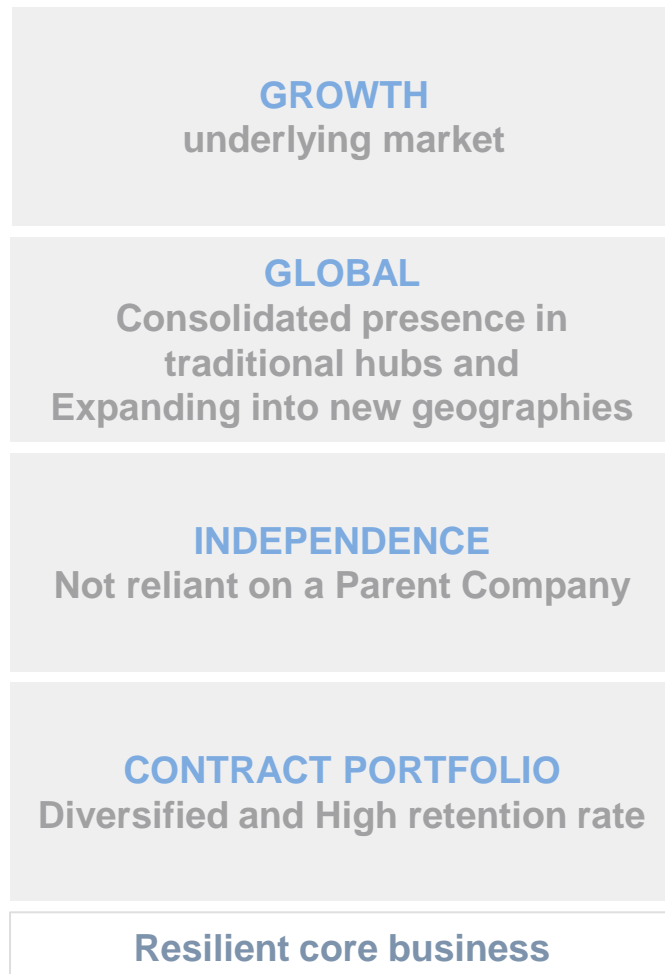 GROWTH
underlying market
GLOBAL
Consolidated presence in
traditional hubs and
Expanding into new geographies
INDEPENDENCE
Not reliant on a Parent Company
CONTRACT PORTFOLIO
Diversified and High retention rate
Resilient core business